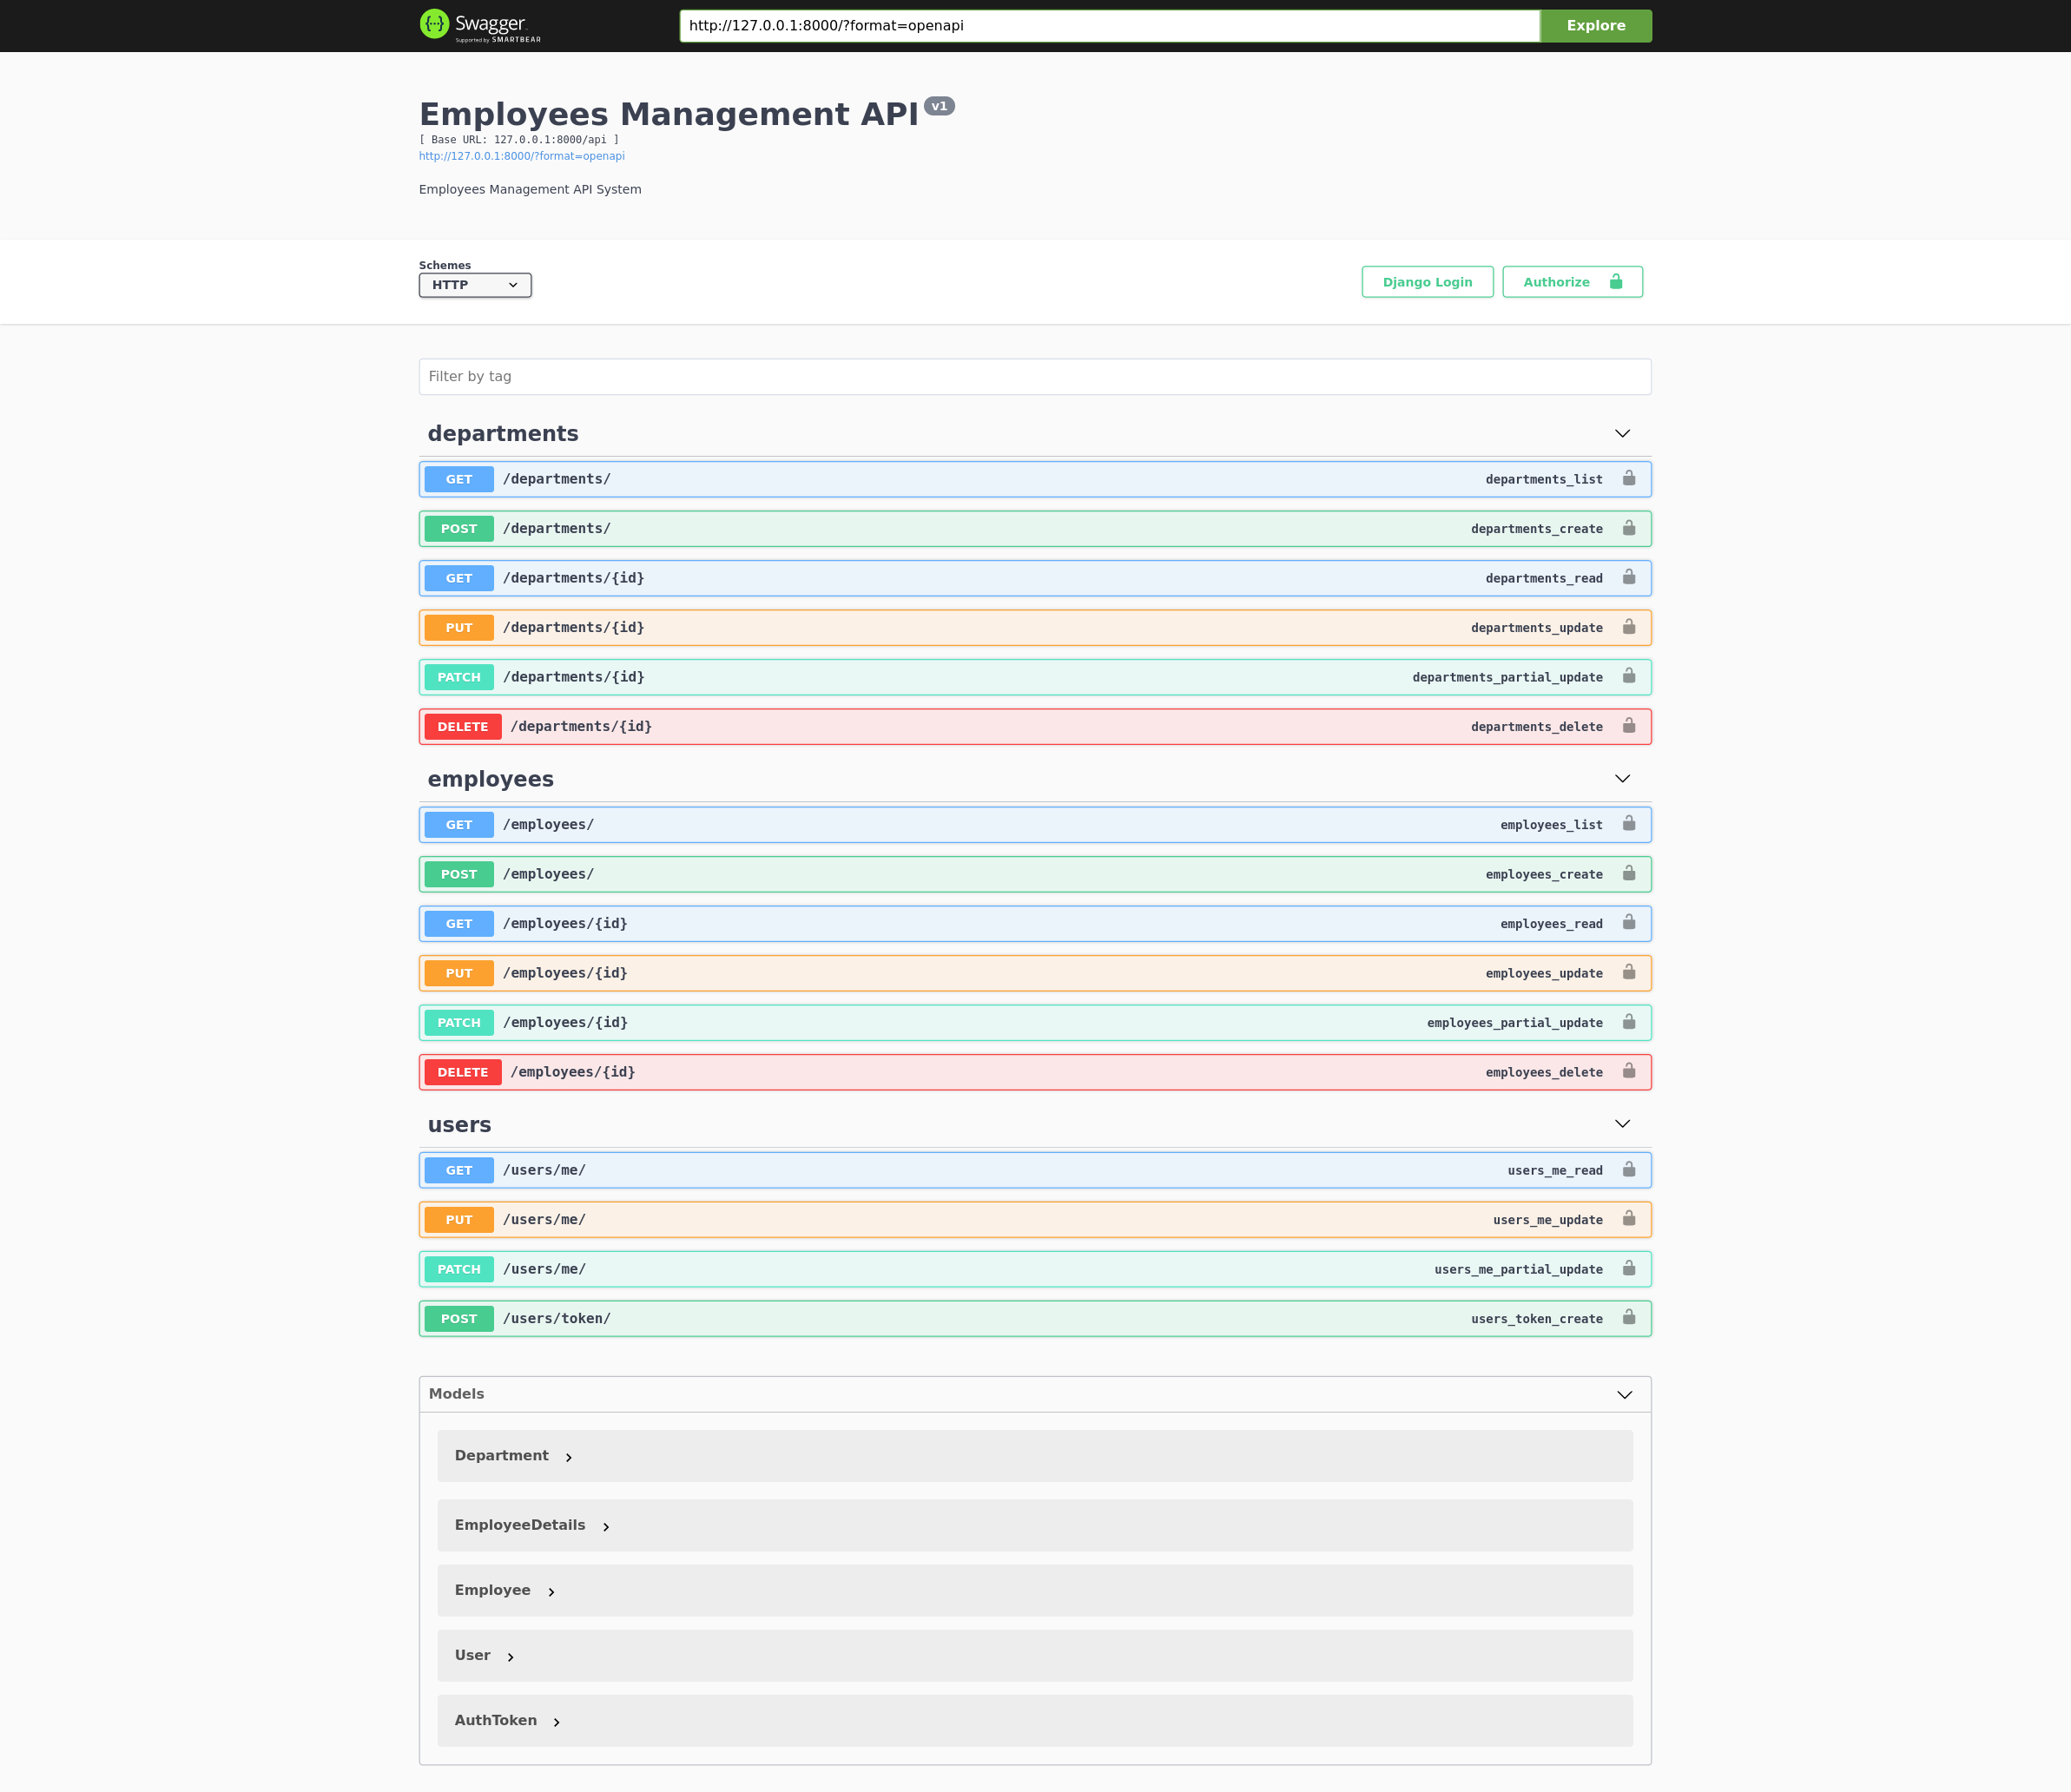 Swagger
Supported by SMARTBEAR
http://127.0.0.1:8000/?format=openapi
Explore
Employees Management API v1
[ Base URL: 127.0.0.1:8000/api ]
http://127.0.0.1:8000/?format=openapi
Employees Management API System
Schemes
HTTP
Django Login
Authorize
Filter by tag
departments
GET /departments/ departments_list
POST /departments/ departments_create
GET /departments/{id} departments_read
PUT /departments/{id} departments_update
PATCH /departments/{id} departments_partial_update
DELETE /departments/{id} departments_delete
employees
GET /employees/ employees_list
POST /employees/ employees_create
GET /employees/{id} employees_read
PUT /employees/{id} employees_update
PATCH /employees/{id} employees_partial_update
DELETE /employees/{id} employees_delete
users
GET /users/me/ users_me_read
PUT /users/me/ users_me_update
PATCH /users/me/ users_me_partial_update
POST /users/token/ users_token_create
Models
Department
EmployeeDetails
Employee
User
AuthToken